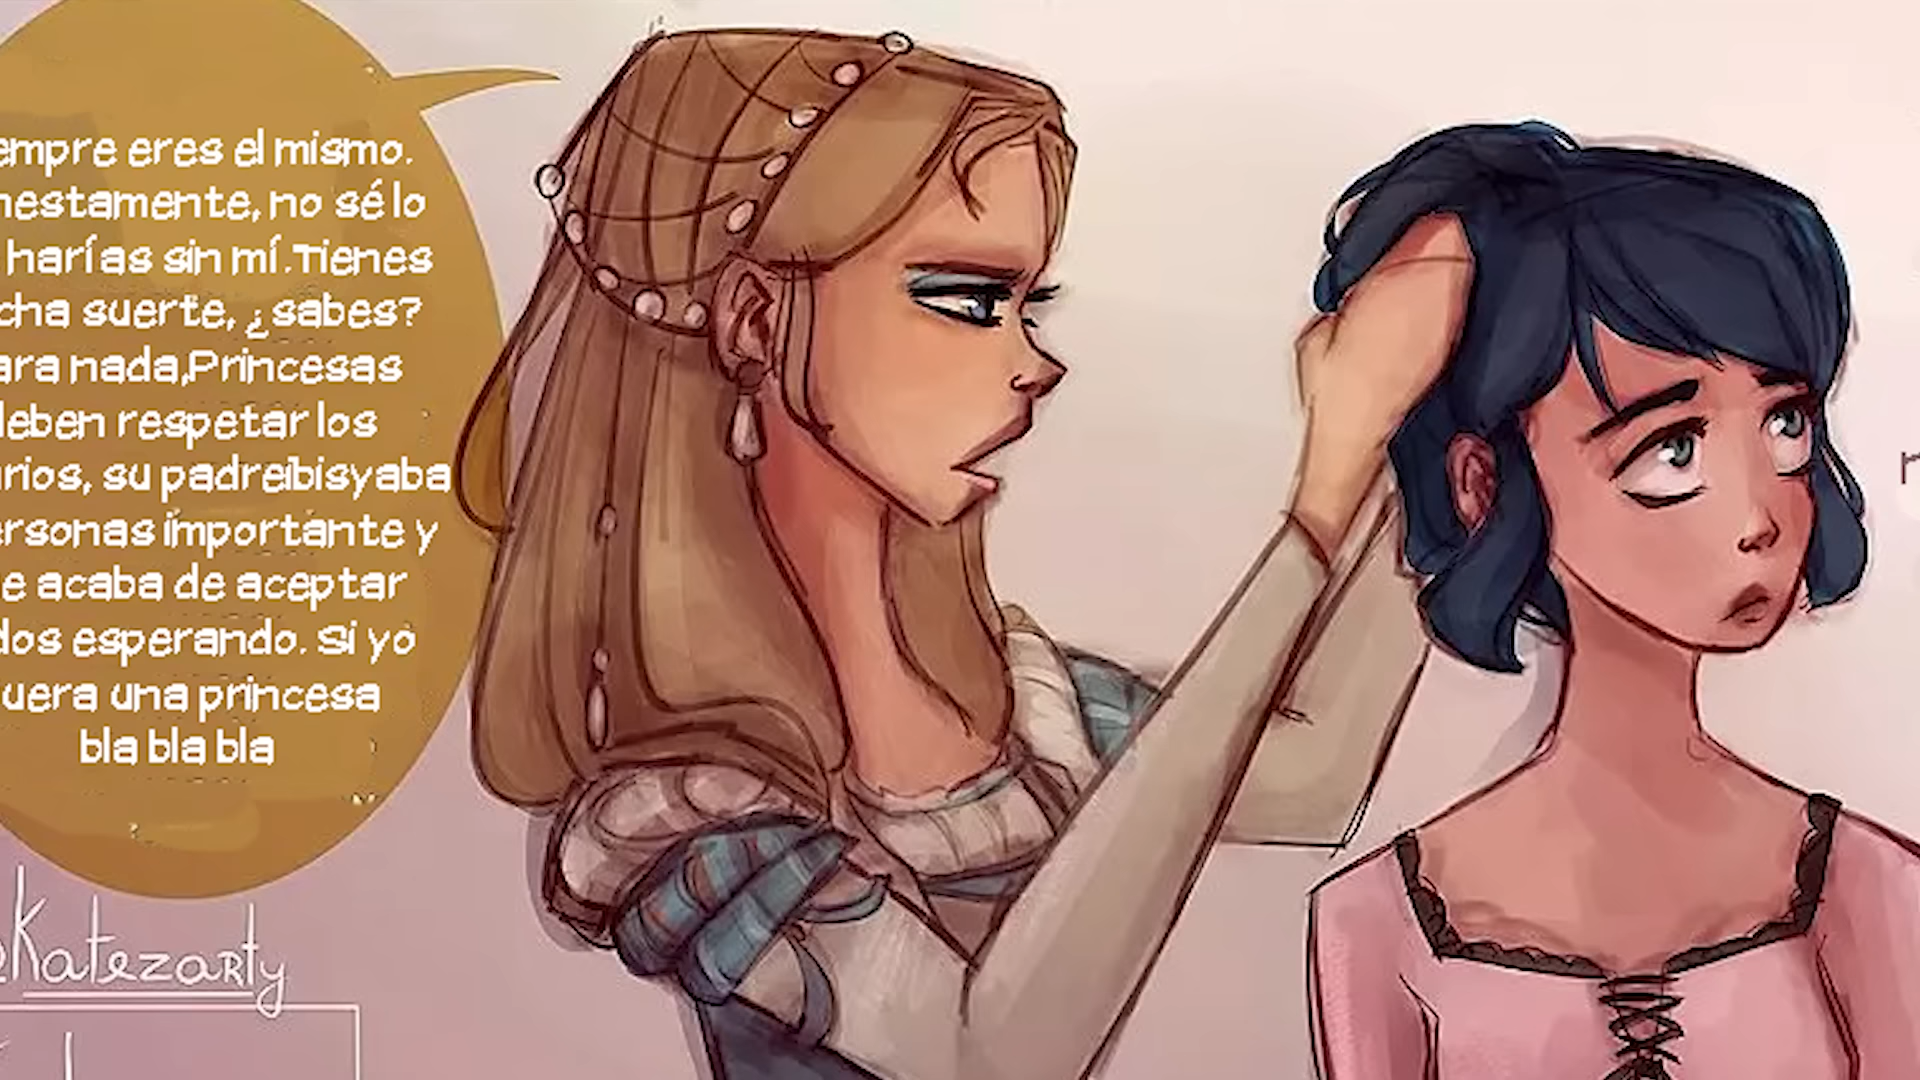 empre eres el mismo.
nestamente, no sé lo
harías sin mí.Tienes
cha suerte, ¿sabes?
ara nada,Princesas
deben respetar los
rios, su padreibisyaba
ersonas importante y
e acaba de aceptar
dos esperando. Si yo
uera una princesa
bla bla bla
@Katezarty